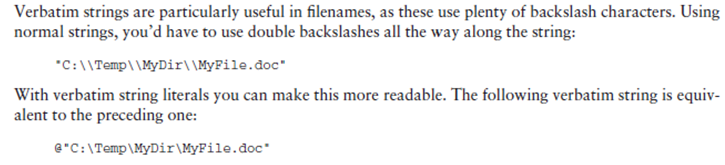 Verbatim strings are particularly useful in filenames, as these use plenty of backslash characters. Using
normal strings, you'd have to use double backslashes all the way along the string:
"C:\\Temp\\MyDir\\MyFile.doc"
With verbatim string literals you can make this more readable. The following verbatim string is equiv-
alent to the preceding one:
@"C:\Temp\MyDir\MyFile.doc"